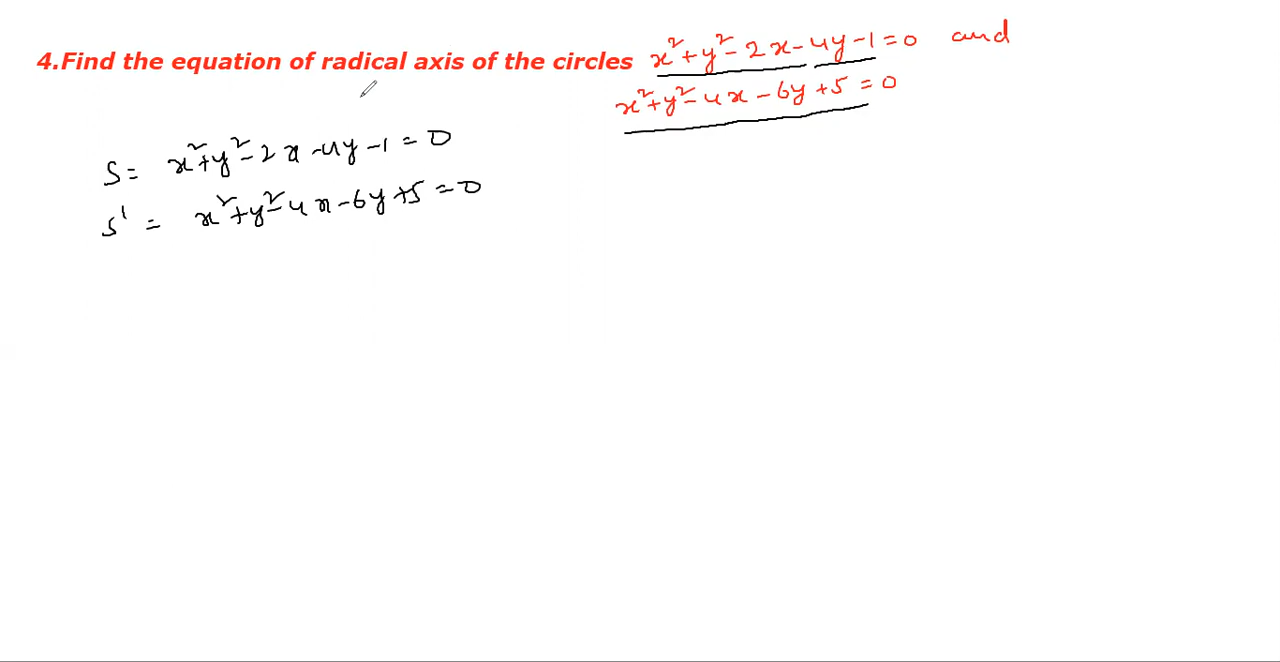 4.Find the equation of radical axis of the circles x²+y²-2x-4y-1=0 and
x²+y²-4x-6y+5=0
S= x²+y²-2x-4y-1=0
S' = x²+y²-4x-6y+5=0